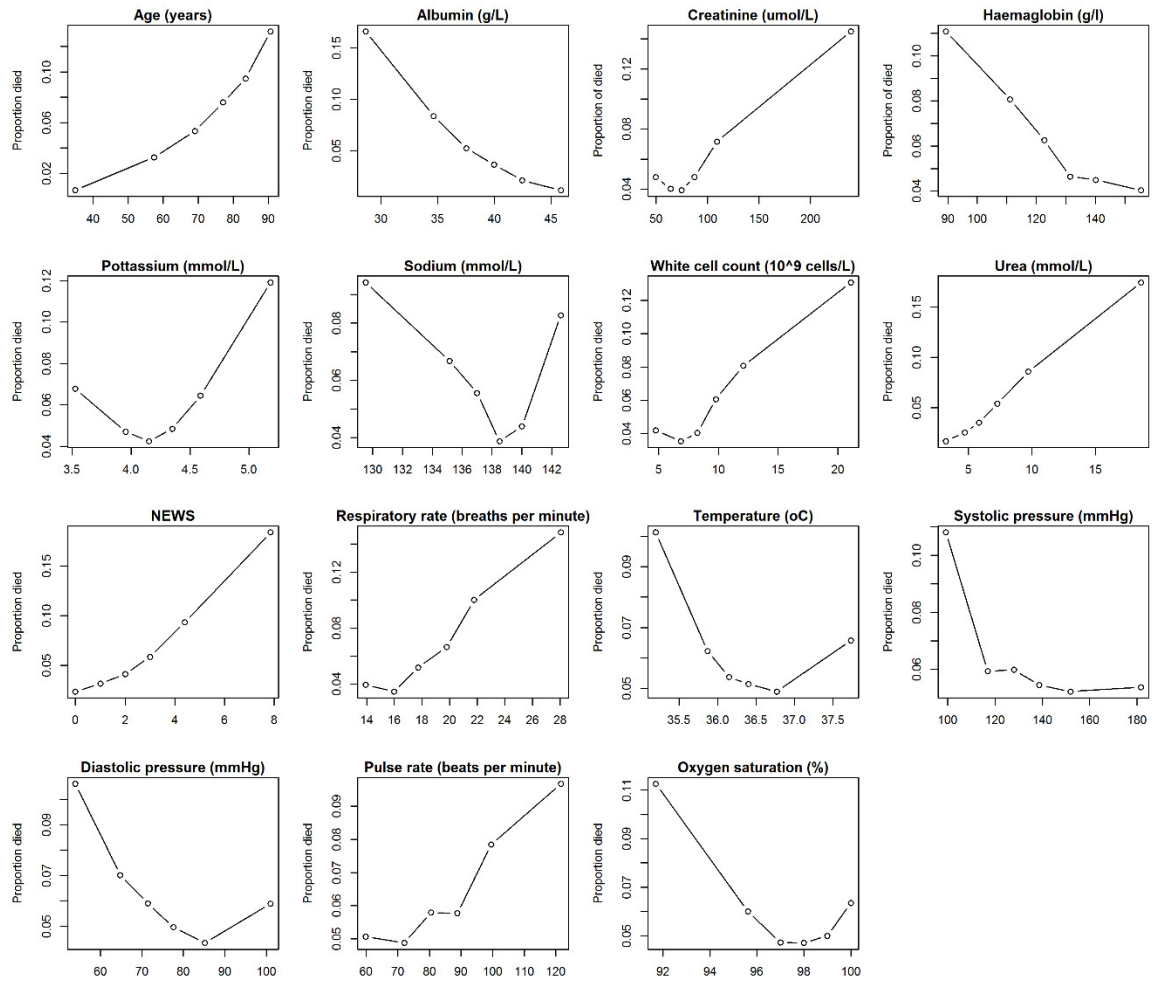 Age (years)
Proportion died
0.02 0.06 0.10
40 50 60 70 80 90
Albumin (g/L)
Proportion died
0.05 0.10 0.15
30 35 40 45
Creatinine (umol/L)
Proportion of died
0.04 0.08 0.12
50 100 150 200
Haemaglobin (g/l)
Proportion died
0.04 0.06 0.08 0.10
90 100 120 140
Pottassium (mmol/L)
Proportion died
0.04 0.06 0.08 0.10 0.12
3.5 4.0 4.5 5.0
Sodium (mmol/L)
Proportion died
0.04 0.06 0.08
130 132 134 136 138 140 142
White cell count (10^9 cells/L)
Proportion died
0.04 0.06 0.08 0.10 0.12
5 10 15 20
Urea (mmol/L)
Proportion died
0.05 0.10 0.15
5 10 15
NEWS
Proportion died
0.05 0.10 0.15
0 2 4 6 8
Respiratory rate (breaths per minute)
Proportion died
0.04 0.08 0.12
14 16 18 20 22 24 26 28
Temperature (oC)
Proportion died
0.05 0.07 0.09
35.5 36.0 36.5 37.0 37.5
Systolic pressure (mmHg)
Proportion died
0.06 0.08 0.10
100 120 140 160 180
Diastolic pressure (mmHg)
Proportion died
0.05 0.07 0.09
60 70 80 90 100
Pulse rate (beats per minute)
Proportion died
0.05 0.06 0.07 0.08 0.09
60 70 80 90 100 120
Oxygen saturation (%)
Proportion died
0.05 0.07 0.09 0.11
92 94 96 98 100